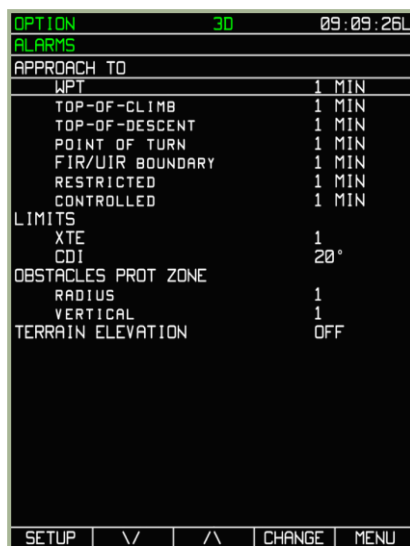 OPTION 3D 09:09:26L
ALARMS
APPROACH TO
WPT 1 MIN
TOP-OF-CLIMB 1 MIN
TOP-OF-DESCENT 1 MIN
POINT OF TURN 1 MIN
FIR/UIR BOUNDARY 1 MIN
RESTRICTED 1 MIN
CONTROLLED 1 MIN
LIMITS
XTE 1
CDI 20°
OBSTACLES PROT ZONE
RADIUS 1
VERTICAL 1
TERRAIN ELEVATION OFF
SETUP \/ /\ CHANGE MENU